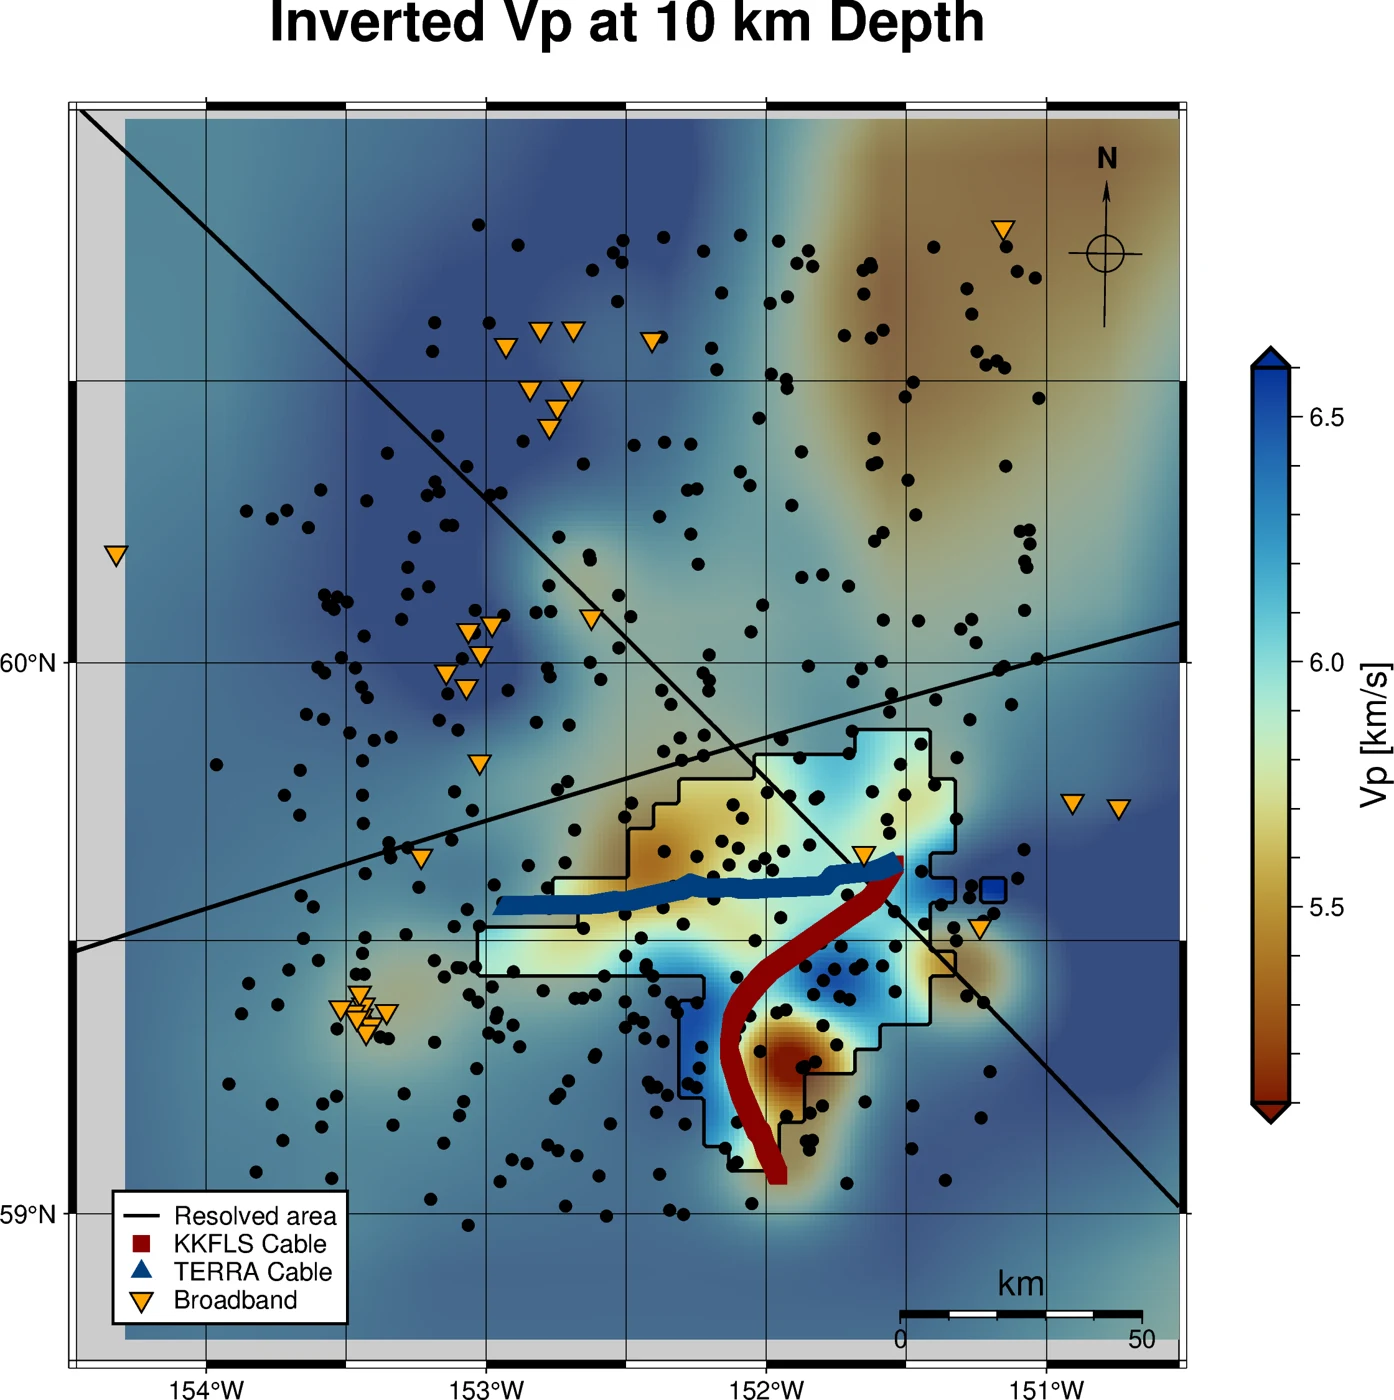 Inverted Vp at 10 km Depth
N
6.5
6.0
5.5
Vp [km/s]
60°N
59°N
Resolved area
KKFLS Cable
TERRA Cable
Broadband
km
0
50
154°W
153°W
152°W
151°W